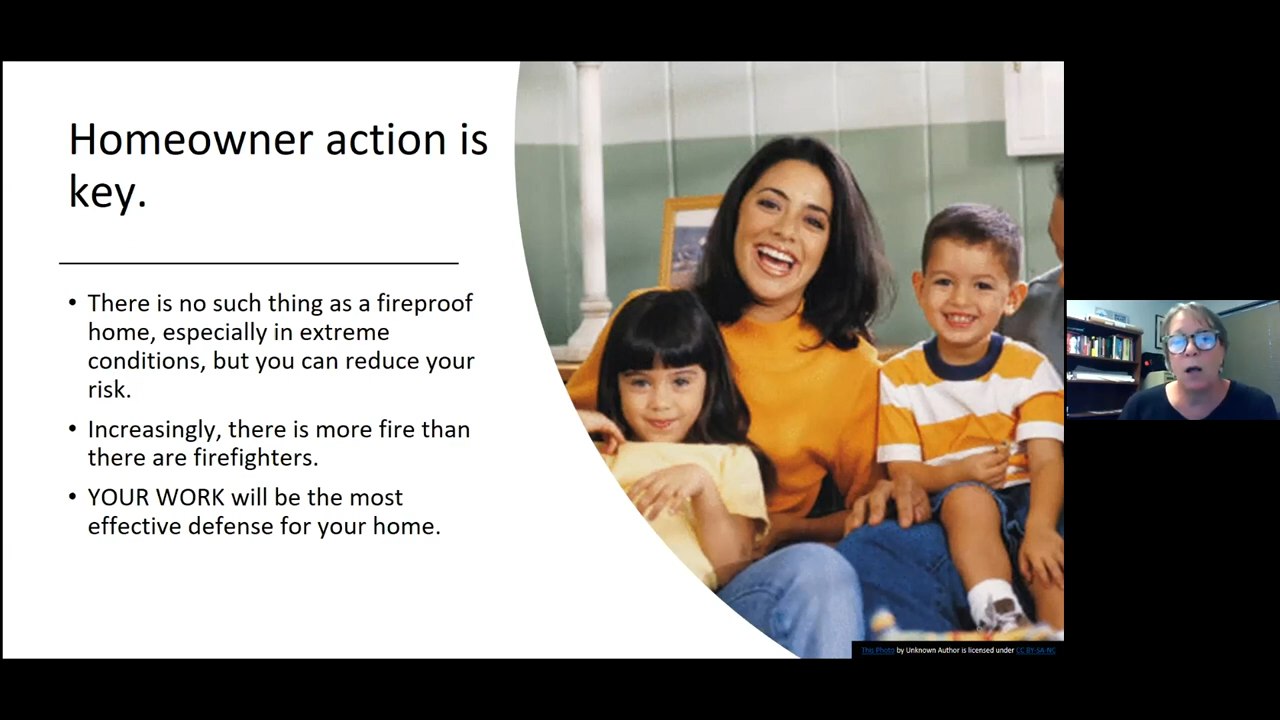 Homeowner action is
key.
• There is no such thing as a fireproof
home, especially in extreme
conditions, but you can reduce your
risk.
• Increasingly, there is more fire than
there are firefighters.
• YOUR WORK will be the most
effective defense for your home.
This Photo by Unknown Author is licensed under CC BY-SA-NC